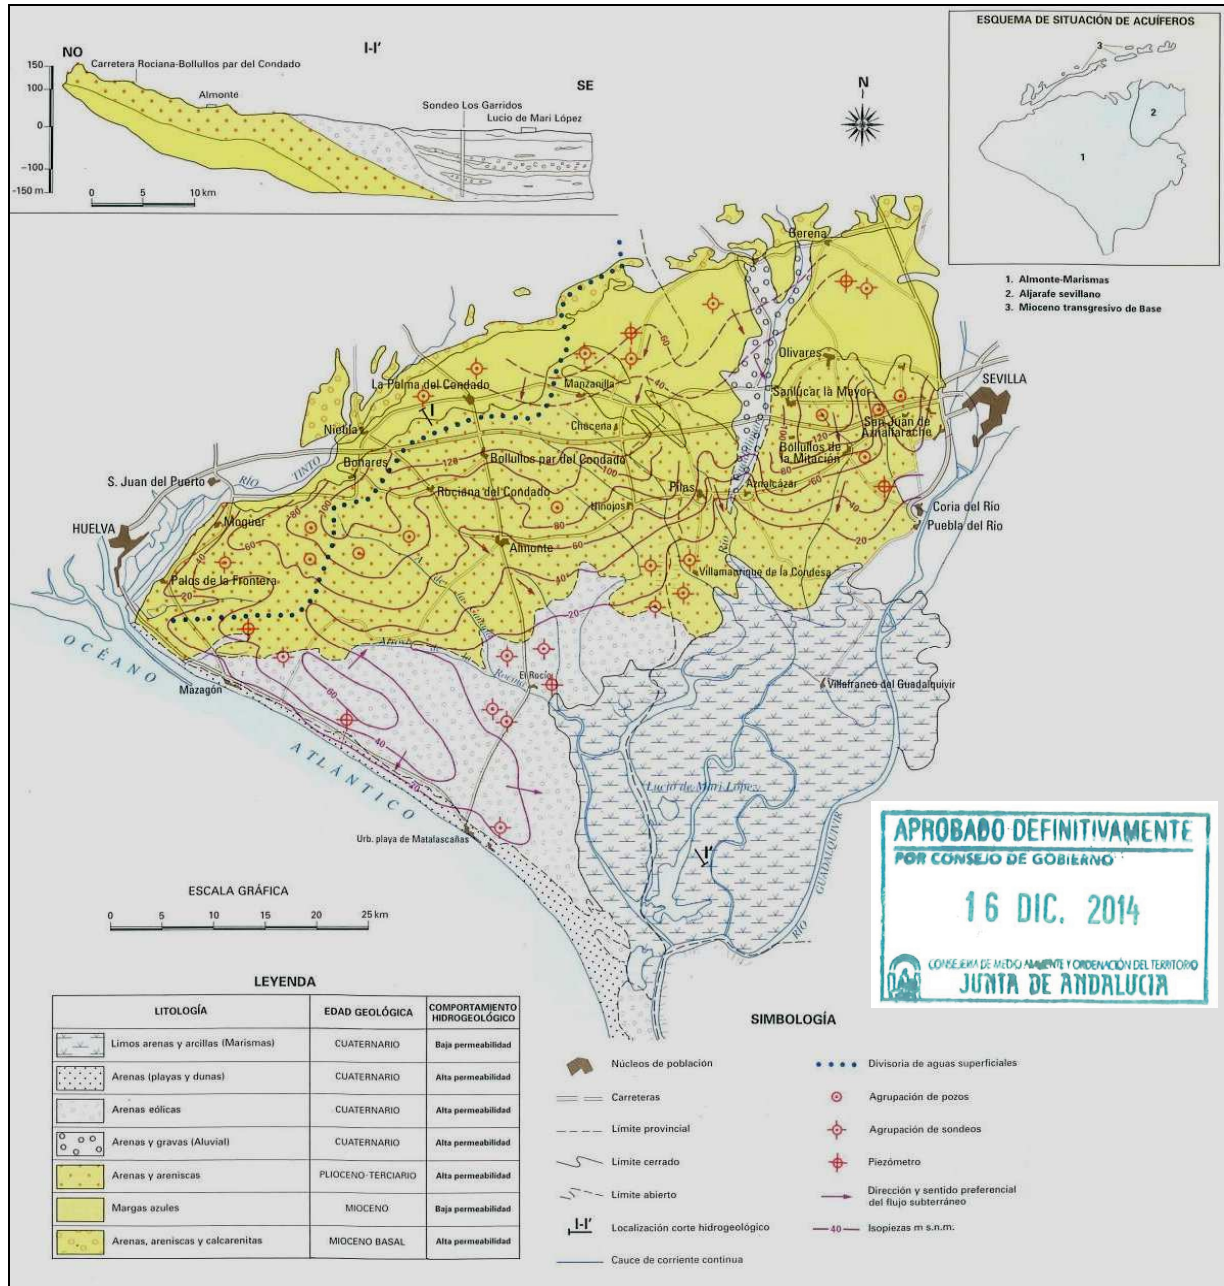 I-I'
NO
Carretera Rociana-Bollullos par del Condado
Almonte
SE
Sondeo Los Garridos
Lucio de Mari López
150
100
0
-100
-150 m
0 5 10 km
N
ESQUEMA DE SITUACIÓN DE ACUÍFEROS
3
2
1
1. Almonte-Marismas
2. Aljarafe sevillano
3. Mioceno transgresivo de Base
Gerena
Olivares
SEVILLA
La Palma del Condado
Manzanilla
Sanlúcar la Mayor
San Juan de
Aznalfarache
I
Niebla
Chucena
Bollullos de
la Mitación
Bonares
Bollullos par del Condado
S. Juan del Puerto
RÍO TINTO
Rociana del Condado
Pilas
Aznalcázar
Hinojos
Coria del Río
Puebla del Río
HUELVA
Moguer
Almonte
Palos de la Frontera
Villamanrique de la Condesa
RÍO
OCÉANO
ATLÁNTICO
Mazagón
El Rocío
Rocina
Villafranco del Guadalquivir
Lucio de Mari López
Urb. playa de Matalascañas
I'
RÍO GUADALQUIVIR
60
40
20
80
100
120
ESCALA GRÁFICA
0 5 10 15 20 25 km
APROBADO DEFINITIVAMENTE
POR CONSEJO DE GOBIERNO
16 DIC. 2014
CONSEJERIA DE MEDIO AMBIENTE Y ORDENACIÓN DEL TERRITORIO
JUNTA DE ANDALUCIA
LEYENDA
LITOLOGÍA EDAD GEOLÓGICA COMPORTAMIENTO HIDROGEOLÓGICO
Limos arenas y arcillas (Marismas) CUATERNARIO Baja permeabilidad
Arenas (playas y dunas) CUATERNARIO Alta permeabilidad
Arenas eólicas CUATERNARIO Alta permeabilidad
Arenas y gravas (Aluvial) CUATERNARIO Alta permeabilidad
Arenas y areniscas PLIOCENO-TERCIARIO Alta permeabilidad
Margas azules MIOCENO Baja permeabilidad
Arenas, areniscas y calcarenitas MIOCENO BASAL Alta permeabilidad
SIMBOLOGÍA
Núcleos de población
Carreteras
Límite provincial
Límite cerrado
Límite abierto
I-I' Localización corte hidrogeológico
Cauce de corriente continua
Divisoria de aguas superficiales
Agrupación de pozos
Agrupación de sondeos
Piezómetro
Dirección y sentido preferencial
del flujo subterráneo
40 Isopiezas m s.n.m.